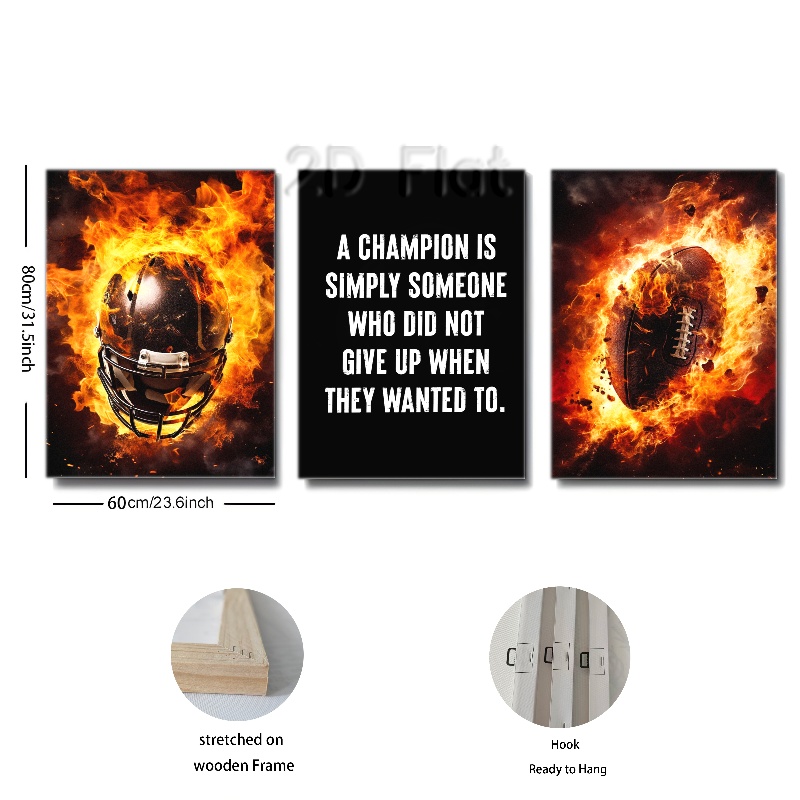 2.D Flat
A CHAMPION IS
SIMPLY SOMEONE
WHO DID NOT
GIVE UP WHEN
THEY WANTED TO.
80cm/31.5inch
60cm/23.6inch
stretched on
wooden Frame
Hook
Ready to Hang